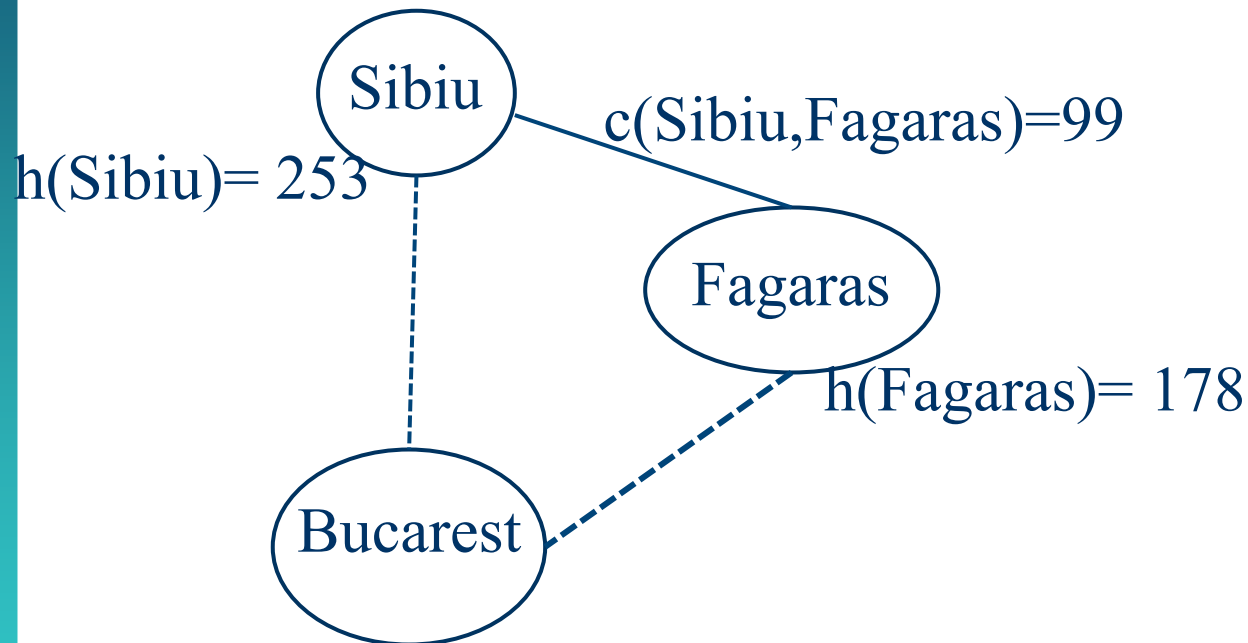 Sibiu
c(Sibiu,Fagaras)=99
h(Sibiu)= 253
Fagaras
h(Fagaras)= 178
Bucarest